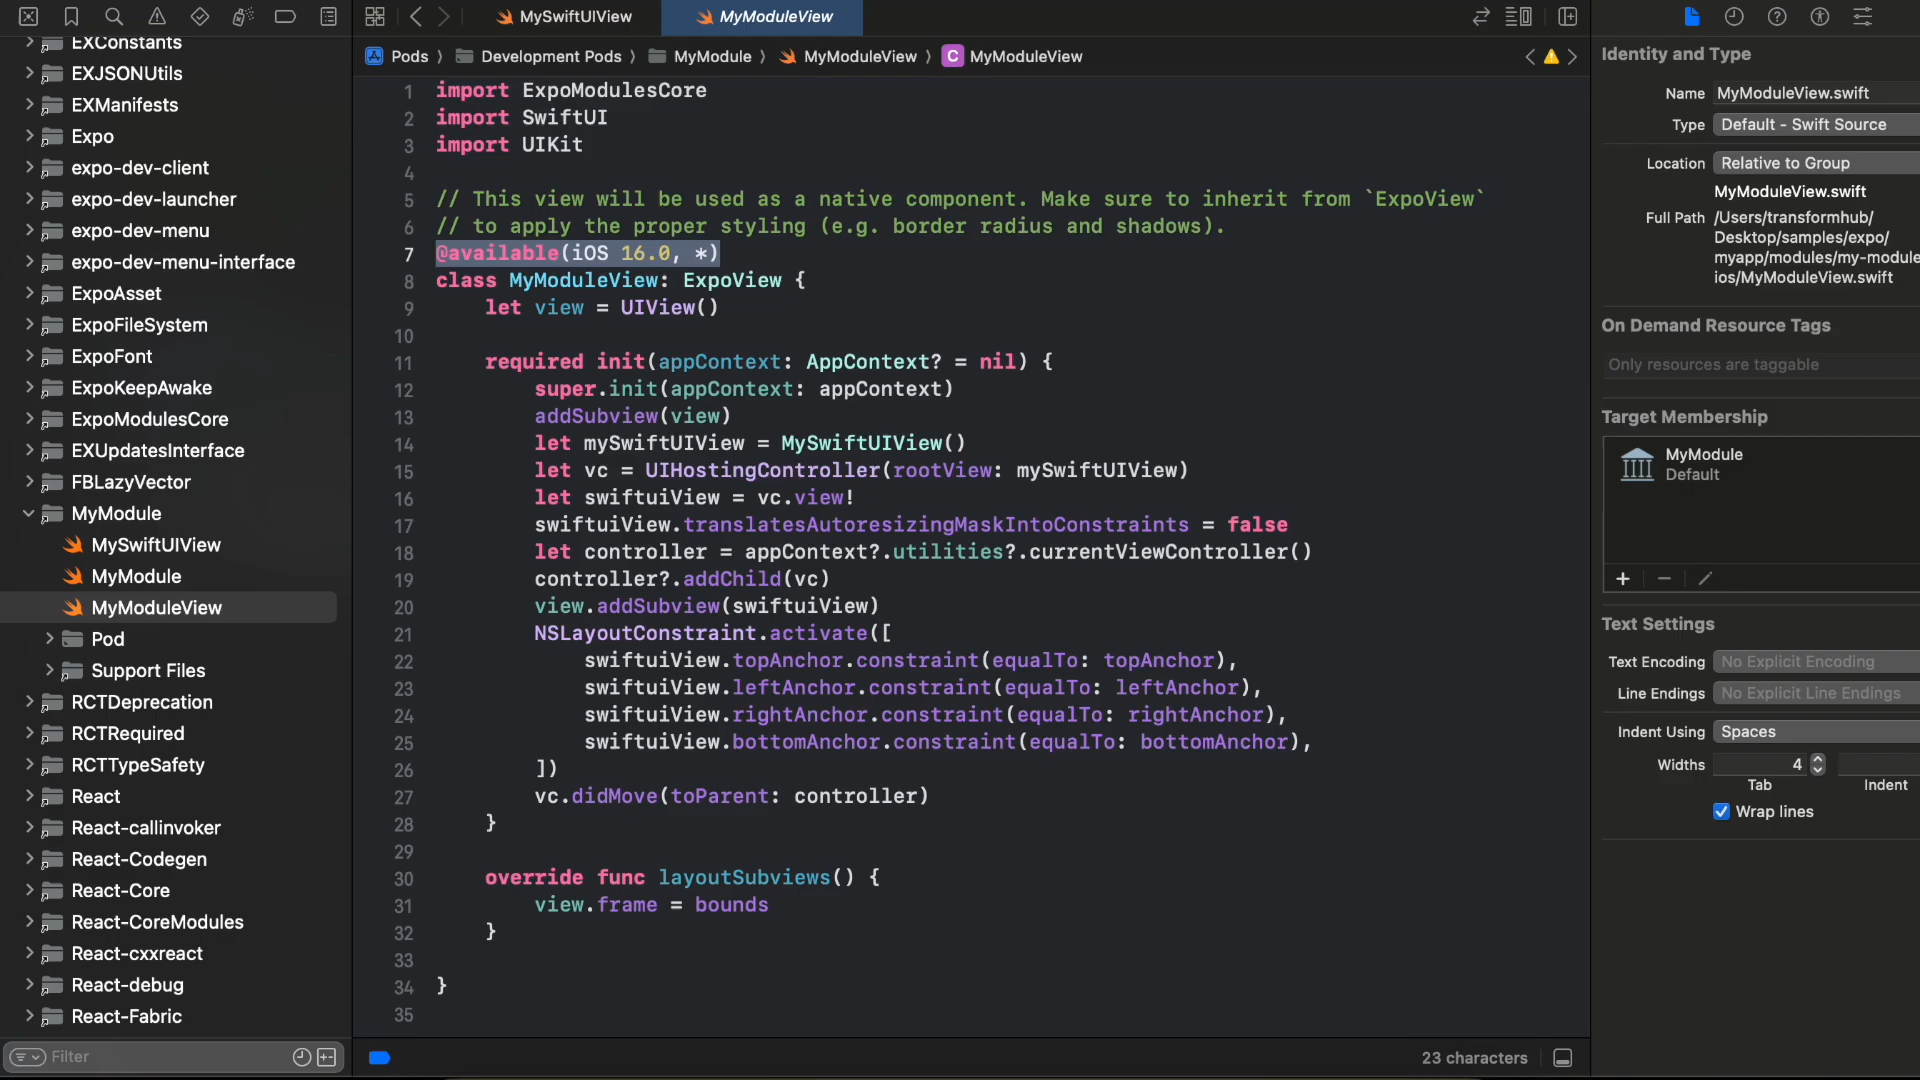 MySwiftUIView
MyModuleView
Pods 〉 Development Pods 〉 MyModule 〉 MyModuleView 〉 C MyModuleView
EXConstants
EXJSONUtils
EXManifests
Expo
expo-dev-client
expo-dev-launcher
expo-dev-menu
expo-dev-menu-interface
ExpoAsset
ExpoFileSystem
ExpoFont
ExpoKeepAwake
ExpoModulesCore
EXUpdatesInterface
FBLazyVector
MyModule
MySwiftUIView
MyModule
MyModuleView
Pod
Support Files
RCTDeprecation
RCTRequired
RCTTypeSafety
React
React-callinvoker
React-Codegen
React-Core
React-CoreModules
React-cxxreact
React-debug
React-Fabric
Filter
1 import ExpoModulesCore
2 import SwiftUI
3 import UIKit
4
5 // This view will be used as a native component. Make sure to inherit from `ExpoView`
6 // to apply the proper styling (e.g. border radius and shadows).
7 @available(iOS 16.0, *)
8 class MyModuleView: ExpoView {
9 let view = UIView()
10
11 required init(appContext: AppContext? = nil) {
12 super.init(appContext: appContext)
13 addSubview(view)
14 let mySwiftUIView = MySwiftUIView()
15 let vc = UIHostingController(rootView: mySwiftUIView)
16 let swiftuiView = vc.view!
17 swiftuiView.translatesAutoresizingMaskIntoConstraints = false
18 let controller = appContext?.utilities?.currentViewController()
19 controller?.addChild(vc)
20 view.addSubview(swiftuiView)
21 NSLayoutConstraint.activate([
22 swiftuiView.topAnchor.constraint(equalTo: topAnchor),
23 swiftuiView.leftAnchor.constraint(equalTo: leftAnchor),
24 swiftuiView.rightAnchor.constraint(equalTo: rightAnchor),
25 swiftuiView.bottomAnchor.constraint(equalTo: bottomAnchor),
26 ])
27 vc.didMove(toParent: controller)
28 }
29
30 override func layoutSubviews() {
31 view.frame = bounds
32 }
33
34 }
35
23 characters
Identity and Type
Name MyModuleView.swift
Type Default - Swift Source
Location Relative to Group
MyModuleView.swift
Full Path /Users/transformhub/
Desktop/samples/expo/
myapp/modules/my-module
ios/MyModuleView.swift
On Demand Resource Tags
Only resources are taggable
Target Membership
MyModule
Default
Text Settings
Text Encoding No Explicit Encoding
Line Endings No Explicit Line Endings
Indent Using Spaces
Widths 4
Tab Indent
Wrap lines